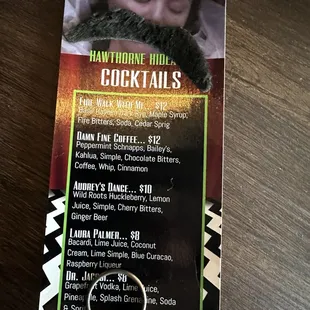 HAWTHORNE
COCKTAILS
FIRE WALK WITH ME... $12
Rye, Maple Syrup,
Fire Bitters, Soda, Cedar Sprig
DAMN FINE COFFEE... $12
Peppermint Schnapps, Bailey's,
Kahlua, Simple, Chocolate Bitters,
Coffee, Whip, Cinnamon
AUDREY'S DANCE... $10
Wild Roots Huckleberry, Lemon
Juice, Simple, Cherry Bitters,
Ginger Beer
LAURA PALMER... $8
Bacardi, Lime Juice, Coconut
Cream, Lime Simple, Blue Curacao,
Raspberry Liqueur
DR. $8
Grapefruit Vodka, Lime Juice,
Pineapple, Splash Grenadine, Soda
&